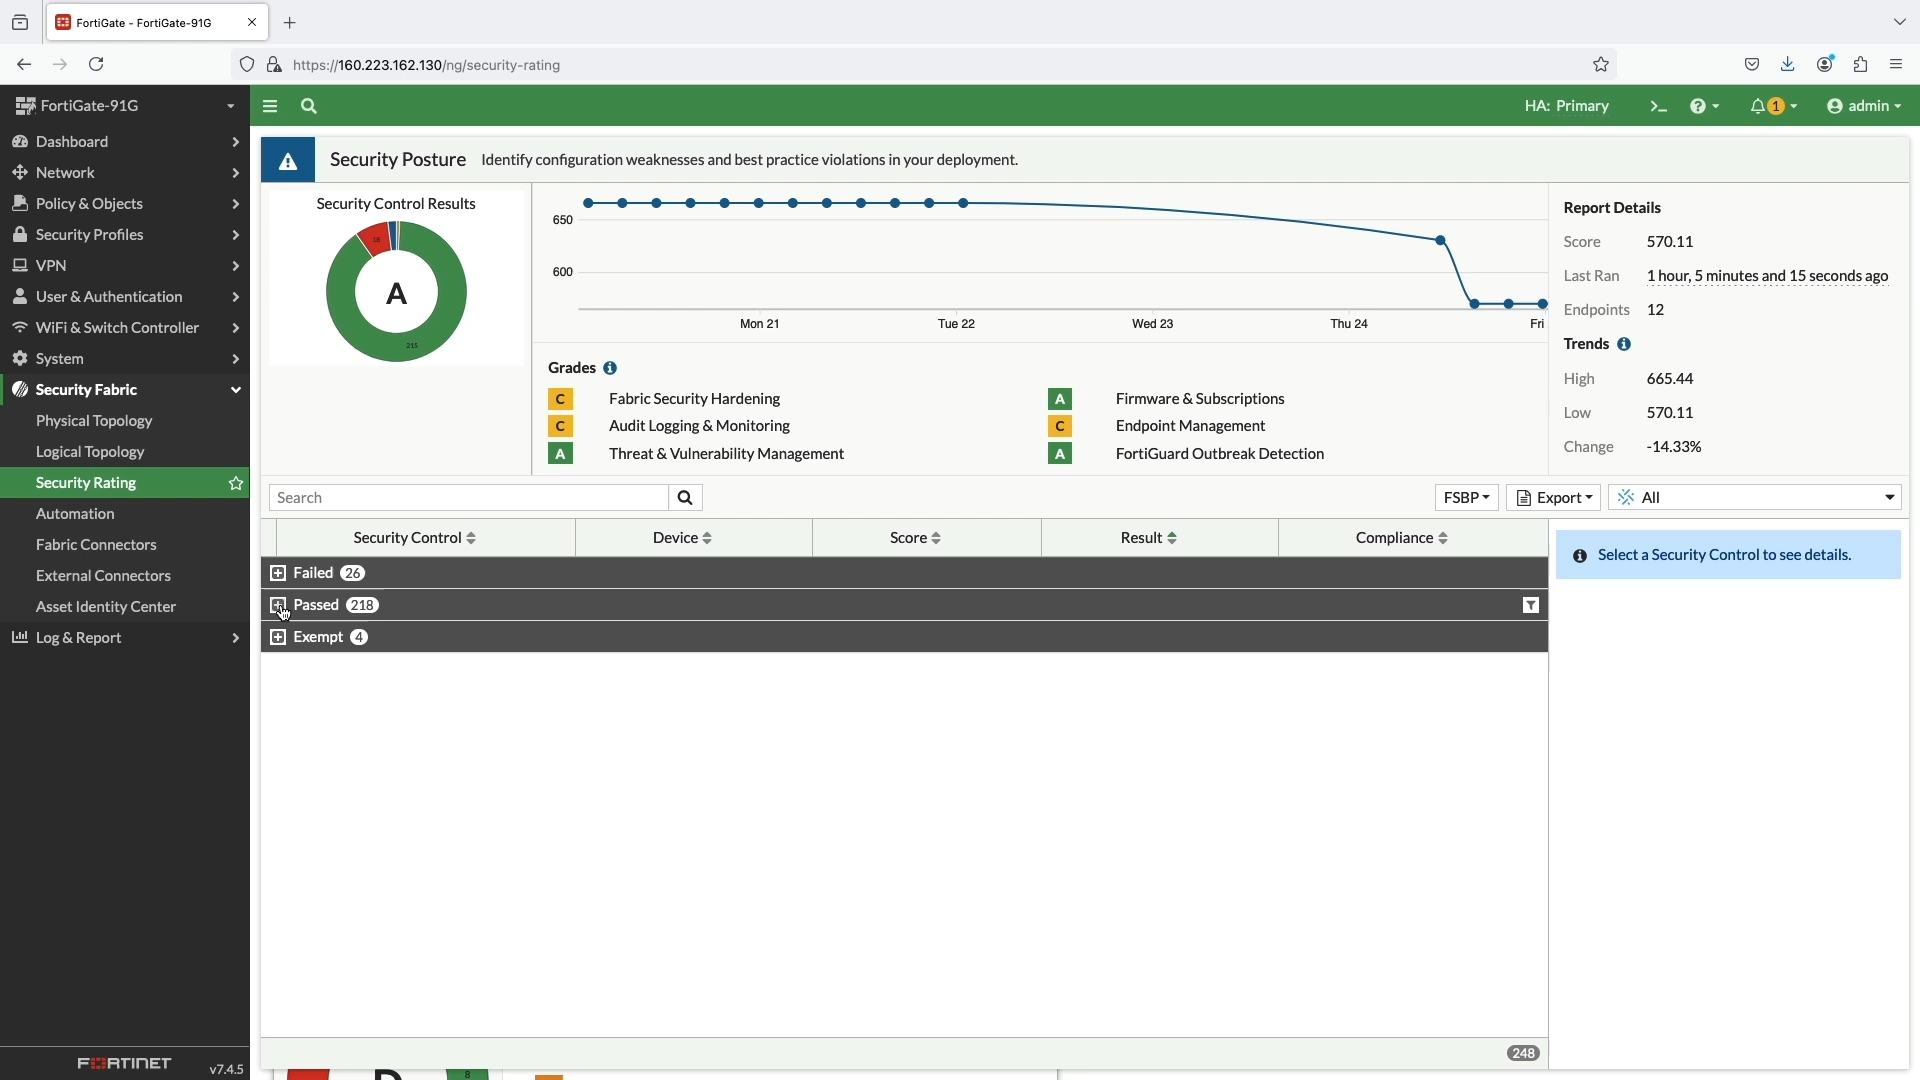 FortiGate - FortiGate-91G
https://160.223.162.130/ng/security-rating
FortiGate-91G
HA: Primary
1
admin
Dashboard
Network
Policy & Objects
Security Profiles
VPN
User & Authentication
WiFi & Switch Controller
System
Security Fabric
Physical Topology
Logical Topology
Security Rating
Automation
Fabric Connectors
External Connectors
Asset Identity Center
Log & Report
FORTINET
v7.4.5
Security Posture Identify configuration weaknesses and best practice violations in your deployment.
Security Control Results
18
A
215
650
600
Mon 21 Tue 22 Wed 23 Thu 24 Fri
Grades
C Fabric Security Hardening
A Firmware & Subscriptions
C Audit Logging & Monitoring
C Endpoint Management
A Threat & Vulnerability Management
A FortiGuard Outbreak Detection
Report Details
Score 570.11
Last Ran 1 hour, 5 minutes and 15 seconds ago
Endpoints 12
Trends
High 665.44
Low 570.11
Change -14.33%
Search
FSBP
Export
All
Security Control Device Score Result Compliance
Failed 26
Passed 218
Exempt 4
Select a Security Control to see details.
248
8